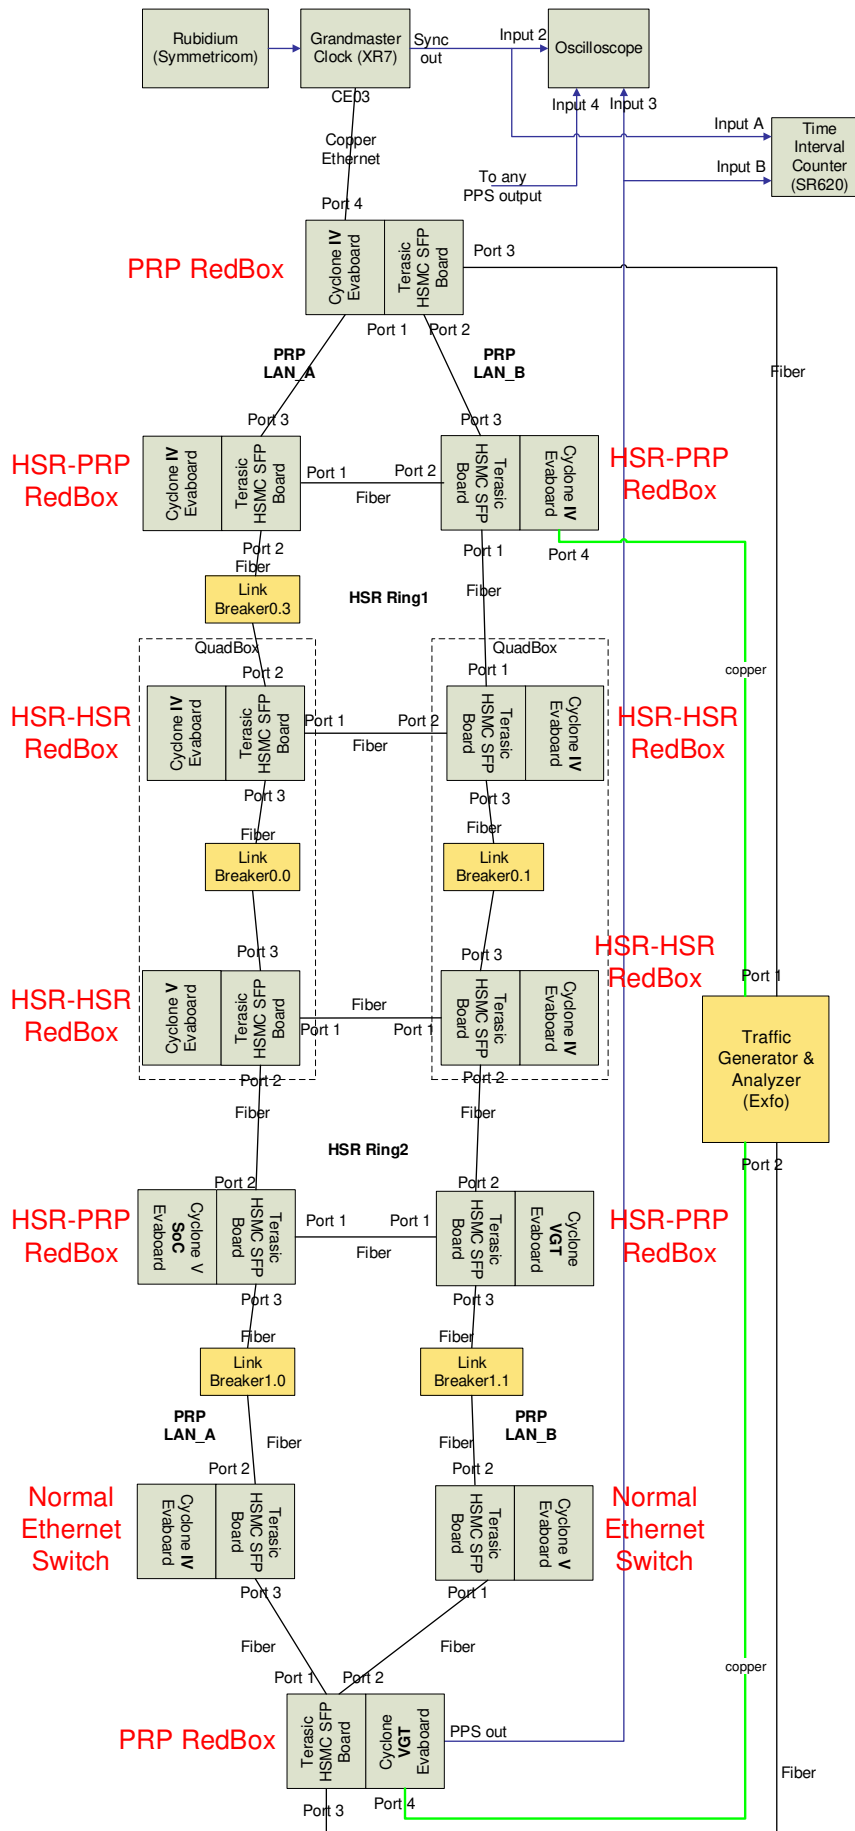 Rubidium
(Symmetricom)
Grandmaster
Clock (XR7)
Sync
out
Input 2
Oscilloscope
CE03
Input 4
Input 3
Input A
Time
Interval
Counter
(SR620)
Input B
Copper
Ethernet
To any
PPS output
Port 4
PRP RedBox
Cyclone IV
Evaboard
Terasic
HSMC SFP
Board
Port 3
Port 1
Port 2
PRP
LAN_A
PRP
LAN_B
Fiber
Port 3
Port 3
HSR-PRP
RedBox
Cyclone IV
Evaboard
Terasic
HSMC SFP
Board
Port 1
Port 2
Fiber
Terasic
HSMC SFP
Board
Cyclone IV
Evaboard
HSR-PRP
RedBox
Port 2
Fiber
Port 1
Port 4
Link
Breaker0.3
HSR Ring1
Fiber
QuadBox
Port 2
QuadBox
Port 1
copper
HSR-HSR
RedBox
Cyclone IV
Evaboard
Terasic
HSMC SFP
Board
Port 1
Port 2
Fiber
Terasic
HSMC SFP
Board
Cyclone IV
Evaboard
HSR-HSR
RedBox
Port 3
Port 3
Fiber
Fiber
Link
Breaker0.0
Link
Breaker0.1
Port 3
Port 3
HSR-HSR
RedBox
HSR-HSR
RedBox
Cyclone V
Evaboard
Terasic
HSMC SFP
Board
Fiber
Port 1
Port 1
Terasic
HSMC SFP
Board
Cyclone IV
Evaboard
Port 1
Traffic
Generator &
Analyzer
(Exfo)
Port 2
Port 2
Port 2
Fiber
Fiber
HSR Ring2
Port 2
Port 2
HSR-PRP
RedBox
Cyclone V
SoC
Evaboard
Terasic
HSMC SFP
Board
Port 1
Port 1
Fiber
Terasic
HSMC SFP
Board
Cyclone
VGT
Evaboard
HSR-PRP
RedBox
Port 3
Port 3
Fiber
Fiber
Link
Breaker1.0
Link
Breaker1.1
PRP
LAN_A
PRP
LAN_B
Fiber
Fiber
Port 2
Port 2
Normal
Ethernet
Switch
Cyclone IV
Evaboard
Terasic
HSMC SFP
Board
Terasic
HSMC SFP
Board
Cyclone V
Evaboard
Normal
Ethernet
Switch
Port 3
Port 1
Fiber
Fiber
Port 1
Port 2
copper
PRP RedBox
Terasic
HSMC SFP
Board
Cyclone
VGT
Evaboard
PPS out
Fiber
Port 3
Port 4